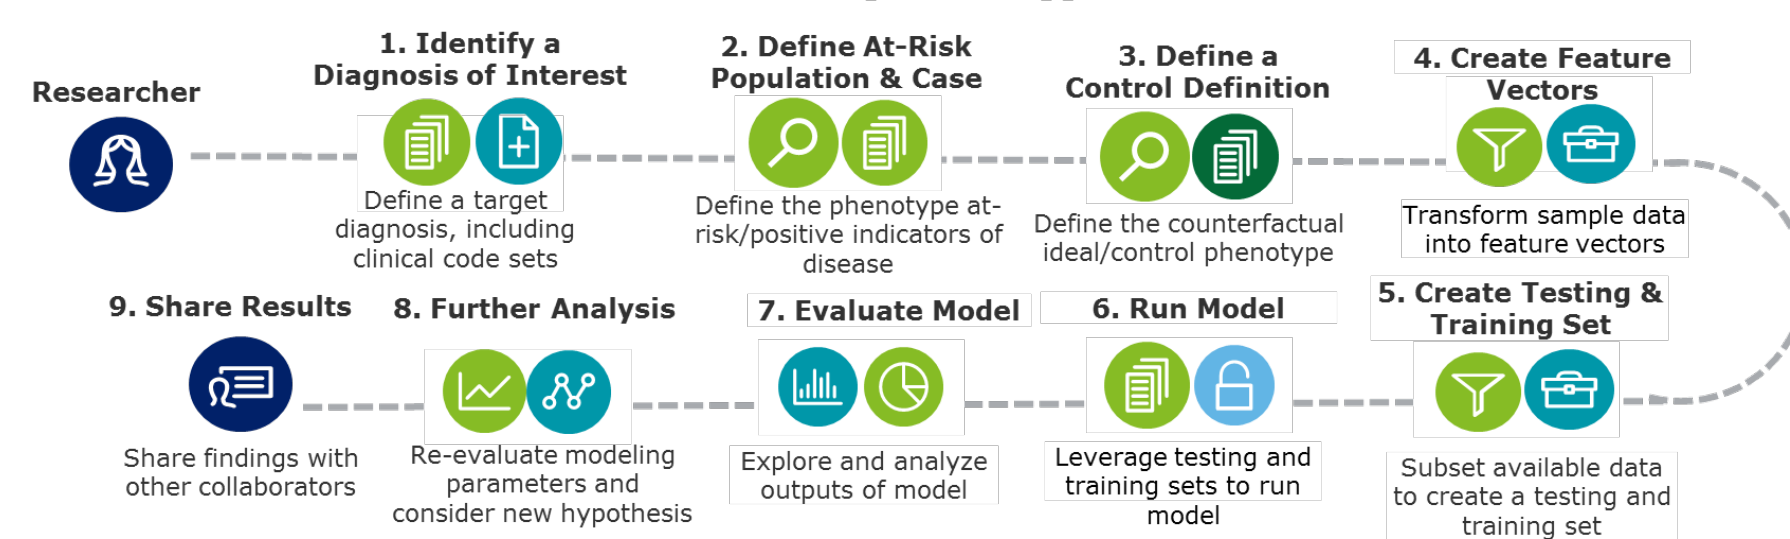 Researcher
1. Identify a
Diagnosis of Interest
Define a target
diagnosis, including
clinical code sets
2. Define At-Risk
Population & Case
Define the phenotype at-
risk/positive indicators of
disease
3. Define a
Control Definition
Define the counterfactual
ideal/control phenotype
4. Create Feature
Vectors
Transform sample data
into feature vectors
5. Create Testing &
Training Set
Subset available data
to create a testing and
training set
6. Run Model
Leverage testing and
training sets to run
model
7. Evaluate Model
Explore and analyze
outputs of model
8. Further Analysis
Re-evaluate modeling
parameters and
consider new hypothesis
9. Share Results
Share findings with
other collaborators